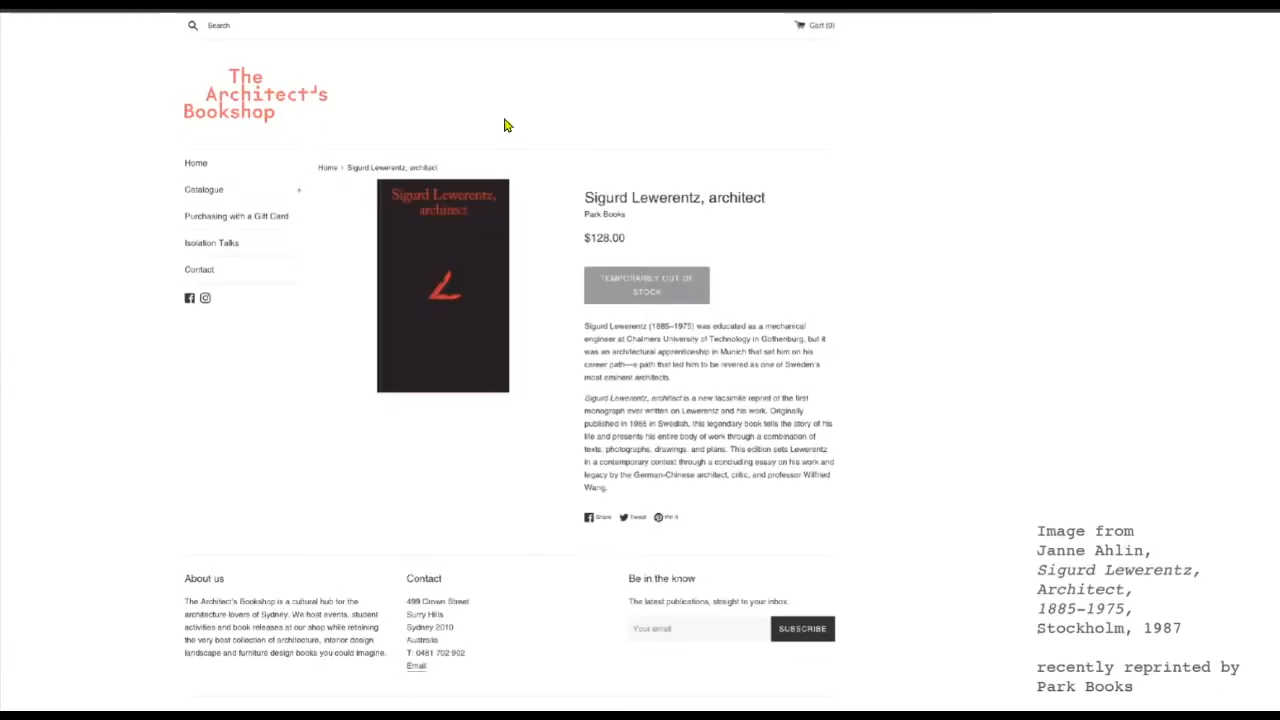 Search
Cart (0)
The
Architect's
Bookshop
Home
Catalogue +
Purchasing with a Gift Card
Isolation Talks
Contact
Home › Sigurd Lewerentz, architect
Sigurd Lewerentz,
architect
Sigurd Lewerentz, architect
Park Books
$128.00
TEMPORARILY OUT OF
STOCK
Sigurd Lewerentz (1885–1975) was educated as a mechanical
engineer at Chalmers University of Technology in Gothenburg, but it
was an architectural apprenticeship in Munich that set him on his
career path—a path that led him to be revered as one of Sweden's
most eminent architects.
Sigurd Lewerentz, architect is a new facsimile reprint of the first
monograph ever written on Lewerentz and his work. Originally
published in 1985 in Swedish, this legendary book tells the story of his
life and presents his entire body of work through a combination of
texts, photographs, drawings, and plans. This edition sets Lewerentz
in a contemporary context through a concluding essay on his work and
legacy by the German-Chinese architect, critic, and professor Wilfried
Wang.
Share Tweet Pin it
About us
The Architect's Bookshop is a cultural hub for the
architecture lovers of Sydney. We host events, student
activities and book releases at our shop while retaining
the very best collection of architecture, interior design
landscape and furniture design books you could imagine.
Contact
499 Crown Street
Surry Hills
Sydney 2010
Australia
T: 0481 702 902
Email
Be in the know
The latest publications, straight to your inbox.
Your email
SUBSCRIBE
Image from
Janne Ahlin,
Sigurd Lewerentz,
Architect,
1885-1975,
Stockholm, 1987
recently reprinted by
Park Books